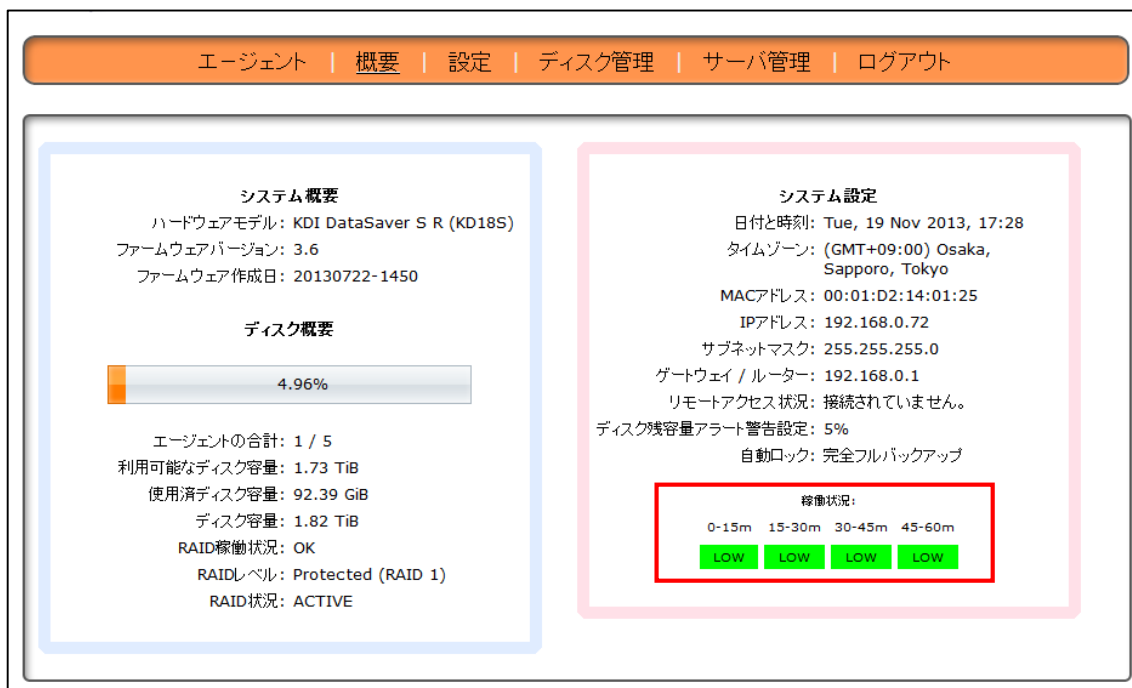 エージェント | 概要 | 設定 | ディスク管理 | サーバ管理 | ログアウト
システム概要
ハードウェアモデル: KDI DataSaver S R (KD18S)
ファームウェアバージョン: 3.6
ファームウェア作成日: 20130722-1450
ディスク概要
4.96%
エージェントの合計: 1 / 5
利用可能なディスク容量: 1.73 TiB
使用済ディスク容量: 92.39 GiB
ディスク容量: 1.82 TiB
RAID稼働状況: OK
RAIDレベル: Protected (RAID 1)
RAID状況: ACTIVE
システム設定
日付と時刻: Tue, 19 Nov 2013, 17:28
タイムゾーン: (GMT+09:00) Osaka,
Sapporo, Tokyo
MACアドレス: 00:01:D2:14:01:25
IPアドレス: 192.168.0.72
サブネットマスク: 255.255.255.0
ゲートウェイ / ルーター: 192.168.0.1
リモートアクセス状況: 接続されていません。
ディスク残容量アラート警告設定: 5%
自動ロック: 完全フルバックアップ
稼働状況:
0-15m 15-30m 30-45m 45-60m
LOW LOW LOW LOW